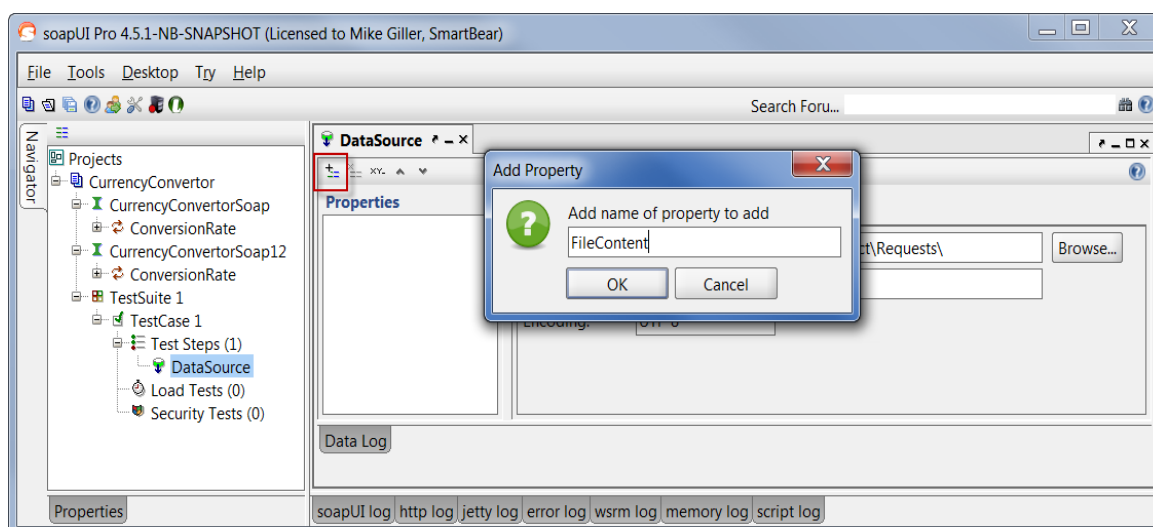 soapUI Pro 4.5.1-NB-SNAPSHOT (Licensed to Mike Giller, SmartBear)
File Tools Desktop Try Help
Search Foru...
Navigator
Projects
CurrencyConvertor
CurrencyConvertorSoap
ConversionRate
CurrencyConvertorSoap12
ConversionRate
TestSuite 1
TestCase 1
Test Steps (1)
DataSource
Load Tests (0)
Security Tests (0)
Properties
DataSource
XY-
Properties
Add Property
Add name of property to add
FileContent
OK Cancel
ct\Requests\ Browse...
Data Log
soapUI log http log jetty log error log wsrm log memory log script log